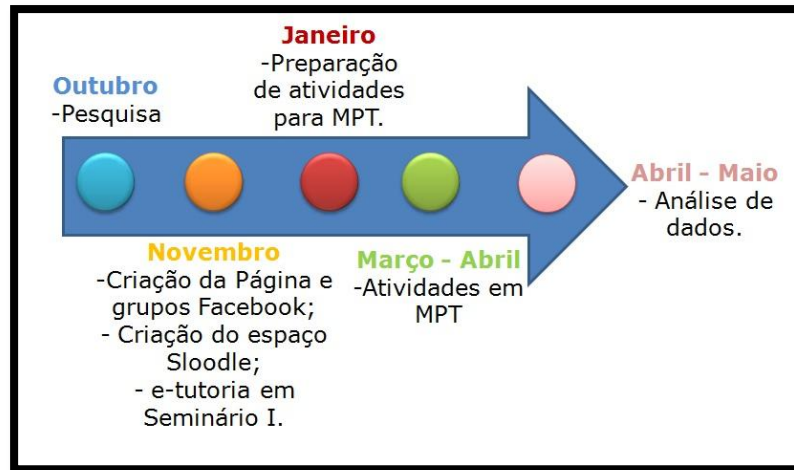 Outubro
-Pesquisa
Novembro
-Criação da Página e
grupos Facebook;
- Criação do espaço
Sloodle;
- e-tutoria em
Seminário I.
Janeiro
-Preparação
de atividades
para MPT.
Março - Abril
-Atividades em
MPT
Abril - Maio
- Análise de
dados.